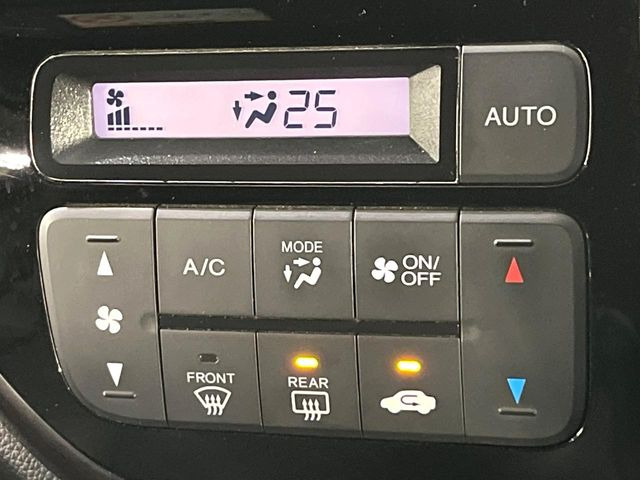 25
AUTO
A/C
MODE
ON/
OFF
FRONT
REAR